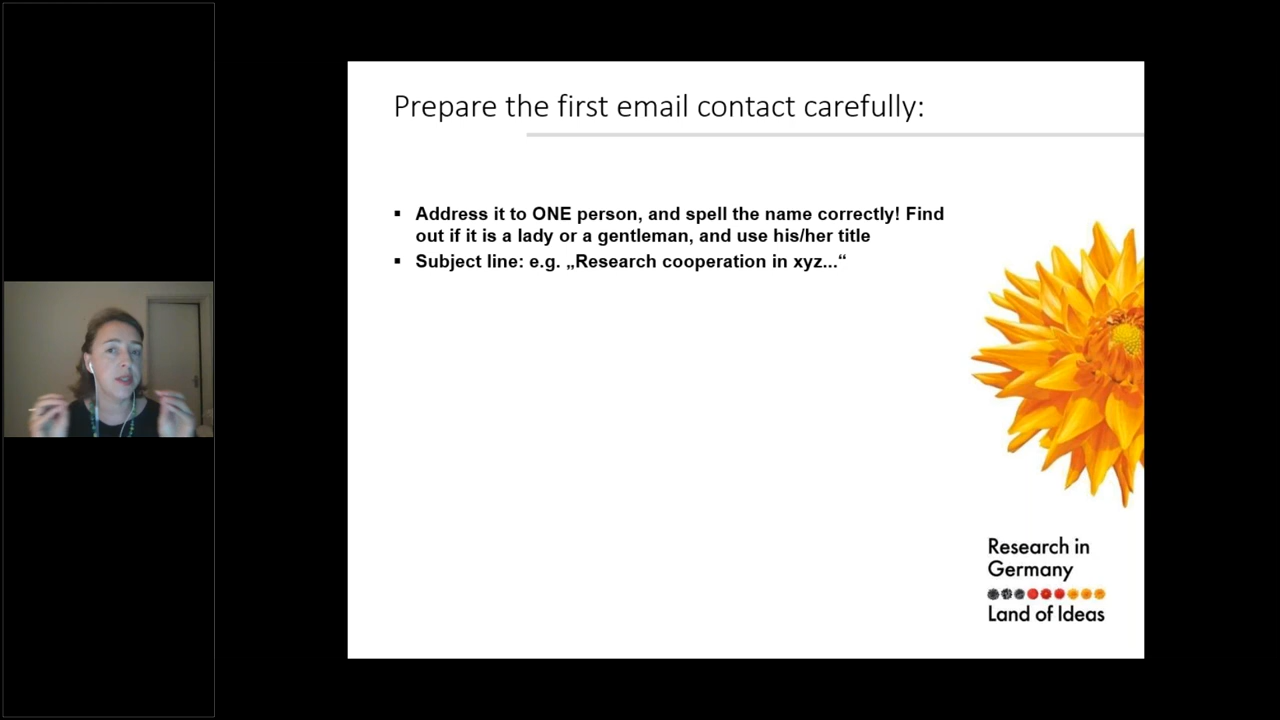 Prepare the first email contact carefully:
▪ Address it to ONE person, and spell the name correctly! Find
out if it is a lady or a gentleman, and use his/her title
▪ Subject line: e.g. „Research cooperation in xyz...“
Research in
Germany
Land of Ideas